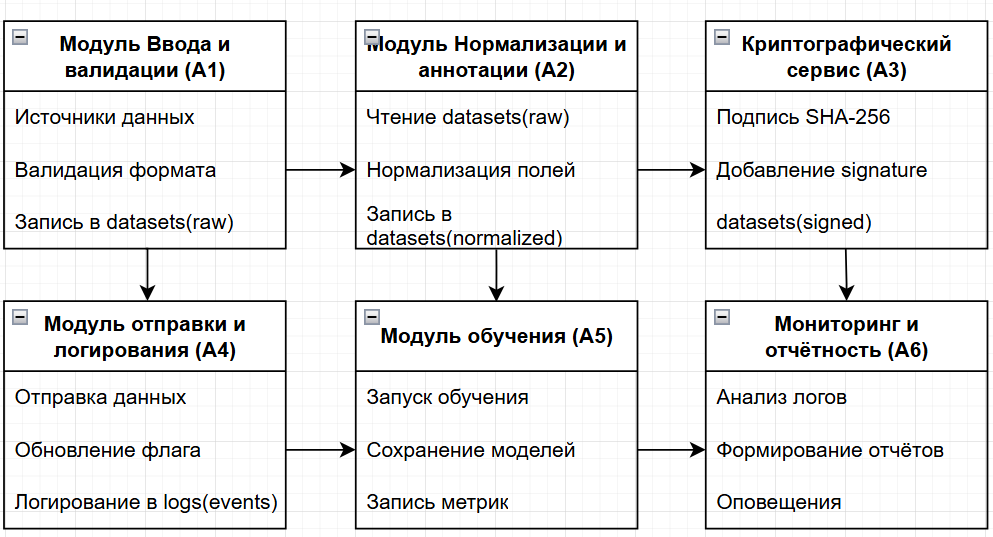 Модуль Ввода и
валидации (A1)
Источники данных
Валидация формата
Запись в datasets(raw)
Модуль Нормализации и
аннотации (A2)
Чтение datasets(raw)
Нормализация полей
Запись в
datasets(normalized)
Криптографический
сервис (A3)
Подпись SHA-256
Добавление signature
datasets(signed)
Модуль отправки и
логирования (A4)
Отправка данных
Обновление флага
Логирование в logs(events)
Модуль обучения (A5)
Запуск обучения
Сохранение моделей
Запись метрик
Мониторинг и
отчётность (A6)
Анализ логов
Формирование отчётов
Оповещения